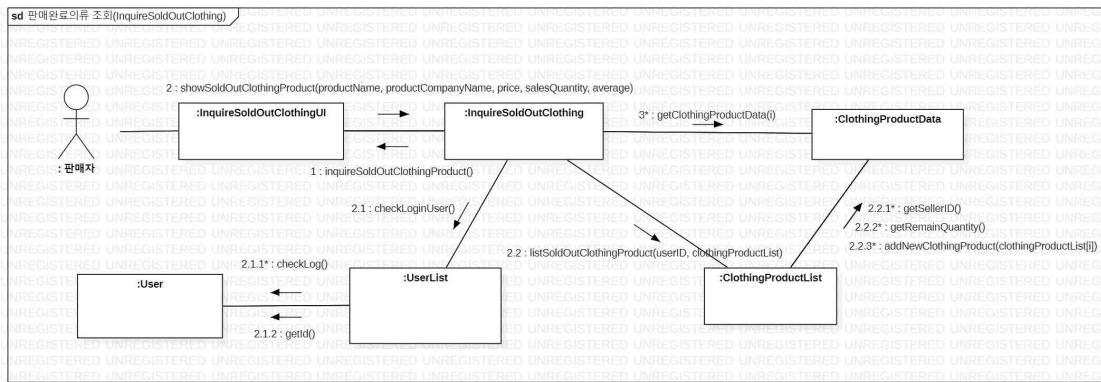 sd 판매완료의류 조회(InquireSoldOutClothing)
2 : showSoldOutClothingProduct(productName, productCompanyName, price, salesQuantity, average)
:InquireSoldOutClothingUI
:InquireSoldOutClothing
3* : getClothingProductData(i)
:ClothingProductData
: 판매자
1 : inquireSoldOutClothingProduct()
2.1 : checkLoginUser()
2.2.1* : getSellerID()
2.2.2* : getRemainQuantity()
2.2.3* : addNewClothingProduct(clothingProductList[i])
2.2 : listSoldOutClothingProduct(userID, clothingProductList)
2.1.1* : checkLog()
:User
:UserList
:ClothingProductList
2.1.2 : getId()
UNREGISTERED